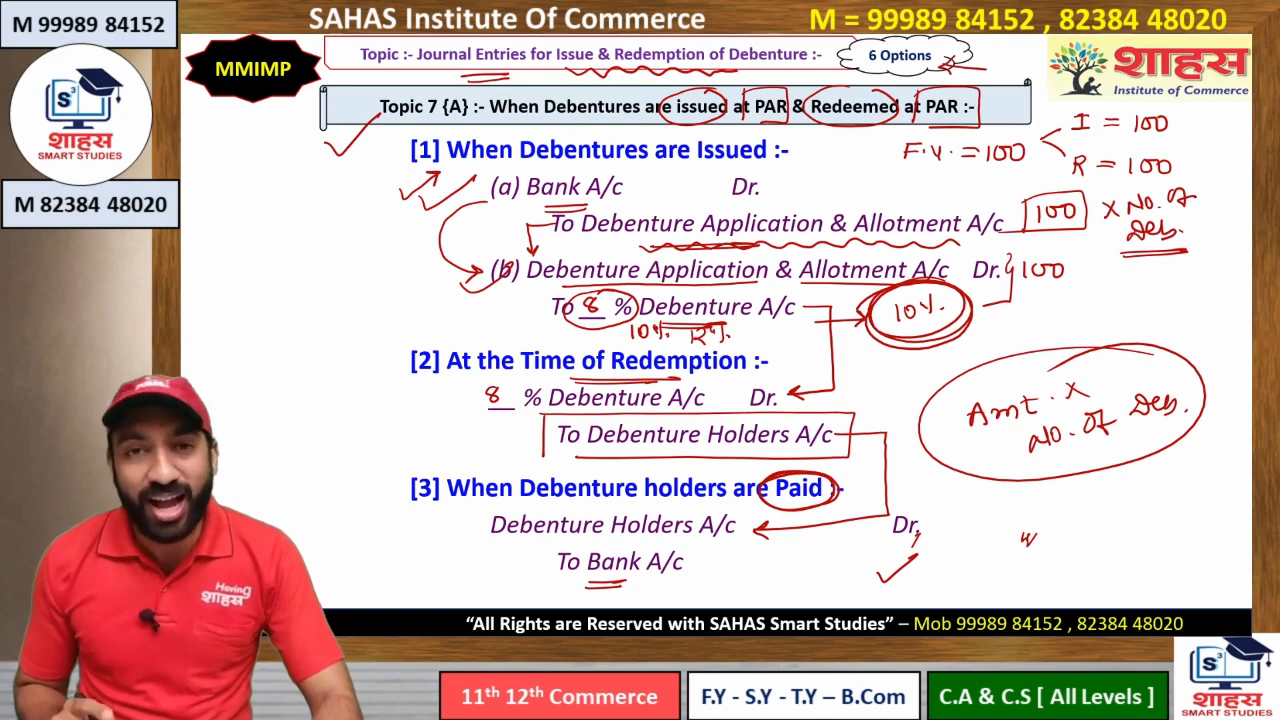 M 99989 84152
SAHAS Institute Of Commerce
M = 99989 84152 , 82384 48020
MMIMP
Topic :- Journal Entries for Issue & Redemption of Debenture :-
6 Options
शाहस
Institute of Commerce
S³
शाहस
SMART STUDIES
M 82384 48020
Topic 7 {A} :- When Debentures are issued at PAR & Redeemed at PAR :-
[1] When Debentures are Issued :-
F.V. = 100
I = 100
R = 100
(a) Bank A/c Dr.
To Debenture Application & Allotment A/c
100 × No. of Deb.
(b) Debenture Application & Allotment A/c Dr.
100
To 8 % Debenture A/c
10%
10% 12%
[2] At the Time of Redemption :-
8 % Debenture A/c Dr.
To Debenture Holders A/c
Amt. ×
No. of Deb.
[3] When Debenture holders are Paid :-
Debenture Holders A/c Dr.
To Bank A/c
Having
शाहस
“All Rights are Reserved with SAHAS Smart Studies” – Mob 99989 84152 , 82384 48020
11th 12th Commerce
F.Y - S.Y - T.Y – B.Com
C.A & C.S [ All Levels ]
S³
शाहस
SMART STUDIES